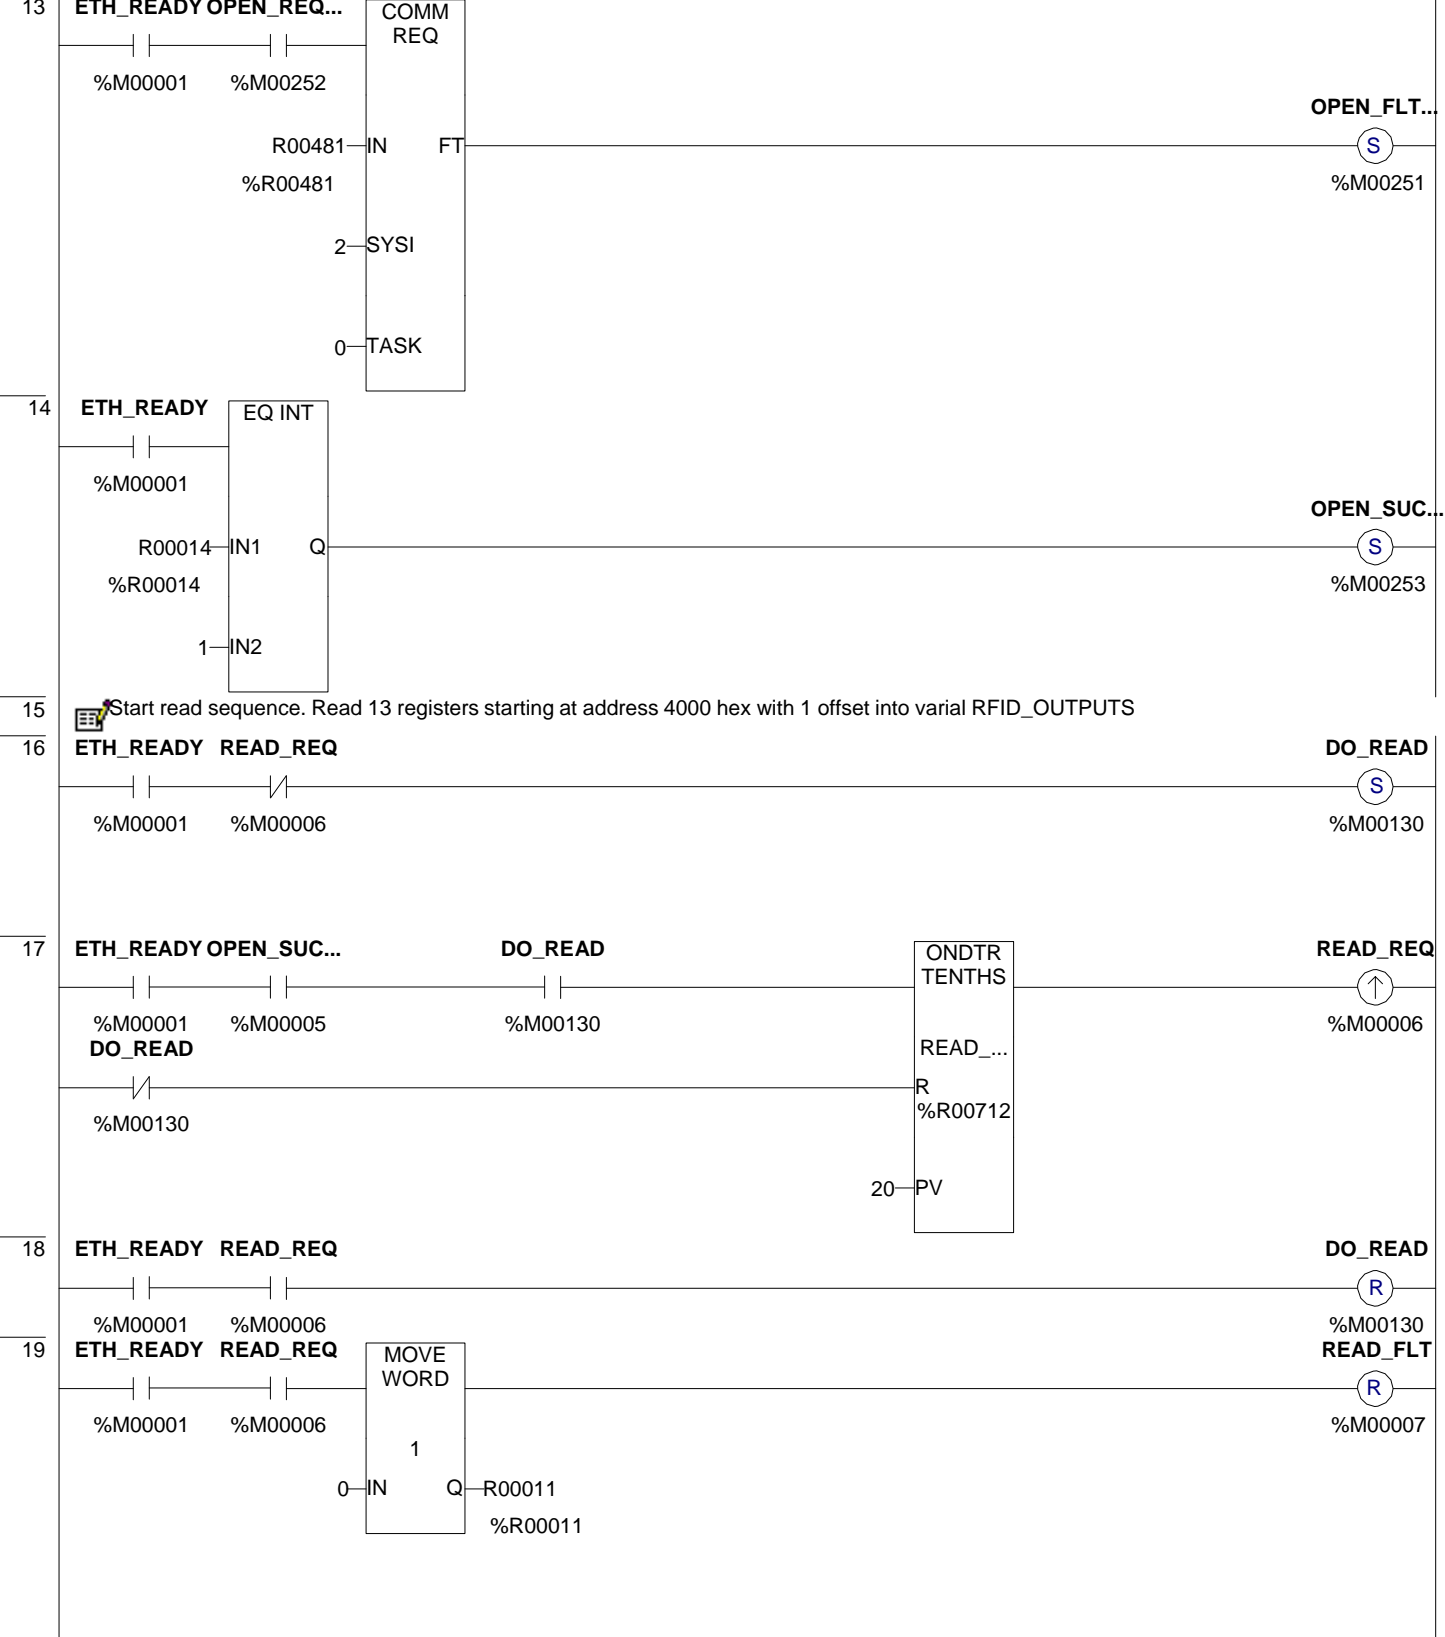 13 ETH_READY OPEN_REQ... COMM
REQ
%M00001 %M00252
OPEN_FLT...
R00481 IN FT S
%R00481 %M00251
2 SYSI
0 TASK
14 ETH_READY EQ INT
%M00001
OPEN_SUC...
R00014 IN1 Q S
%R00014 %M00253
1 IN2
15 Start read sequence. Read 13 registers starting at address 4000 hex with 1 offset into varial RFID_OUTPUTS
16 ETH_READY READ_REQ DO_READ
S
%M00001 %M00006 %M00130
17 ETH_READY OPEN_SUC... DO_READ ONDTR READ_REQ
TENTHS
%M00001 %M00005 %M00130 %M00006
DO_READ READ_...
R
%M00130 %R00712
20 PV
18 ETH_READY READ_REQ DO_READ
R
%M00001 %M00006 %M00130
19 ETH_READY READ_REQ MOVE READ_FLT
WORD R
%M00001 %M00006 %M00007
1
0 IN Q R00011
%R00011